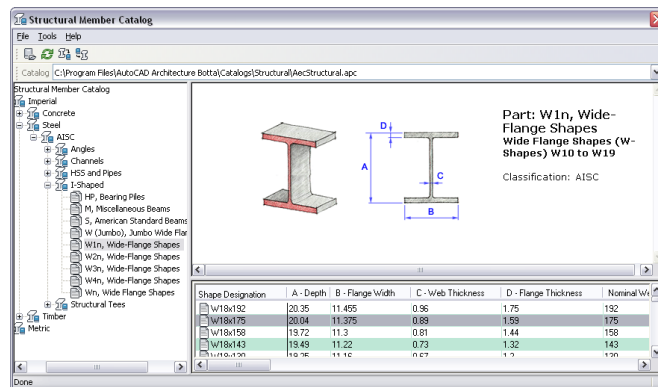 Structural Member Catalog
File Tools Help
Catalog C:\Program Files\AutoCAD Architecture Botta\Catalogs\Structural\AecStructural.apc
Structural Member Catalog
Imperial
Concrete
Steel
AISC
Angles
Channels
HSS and Pipes
I-Shaped
HP, Bearing Piles
M, Miscellaneous Beams
S, American Standard Beams
W (Jumbo), Jumbo Wide Flan
W1n, Wide-Flange Shapes
W2n, Wide-Flange Shapes
W3n, Wide-Flange Shapes
W4n, Wide-Flange Shapes
Wn, Wide Flange Shapes
Structural Tees
Timber
Metric
D
A
C
B
Part: W1n, Wide-
Flange Shapes
Wide Flange Shapes (W-
Shapes) W10 to W19
Classification: AISC
Shape Designation A - Depth B - Flange Width C - Web Thickness D - Flange Thickness Nominal We
W18x192 20.35 11.455 0.96 1.75 192
W18x175 20.04 11.375 0.89 1.59 175
W18x158 19.72 11.3 0.81 1.44 158
W18x143 19.49 11.22 0.73 1.32 143
Done